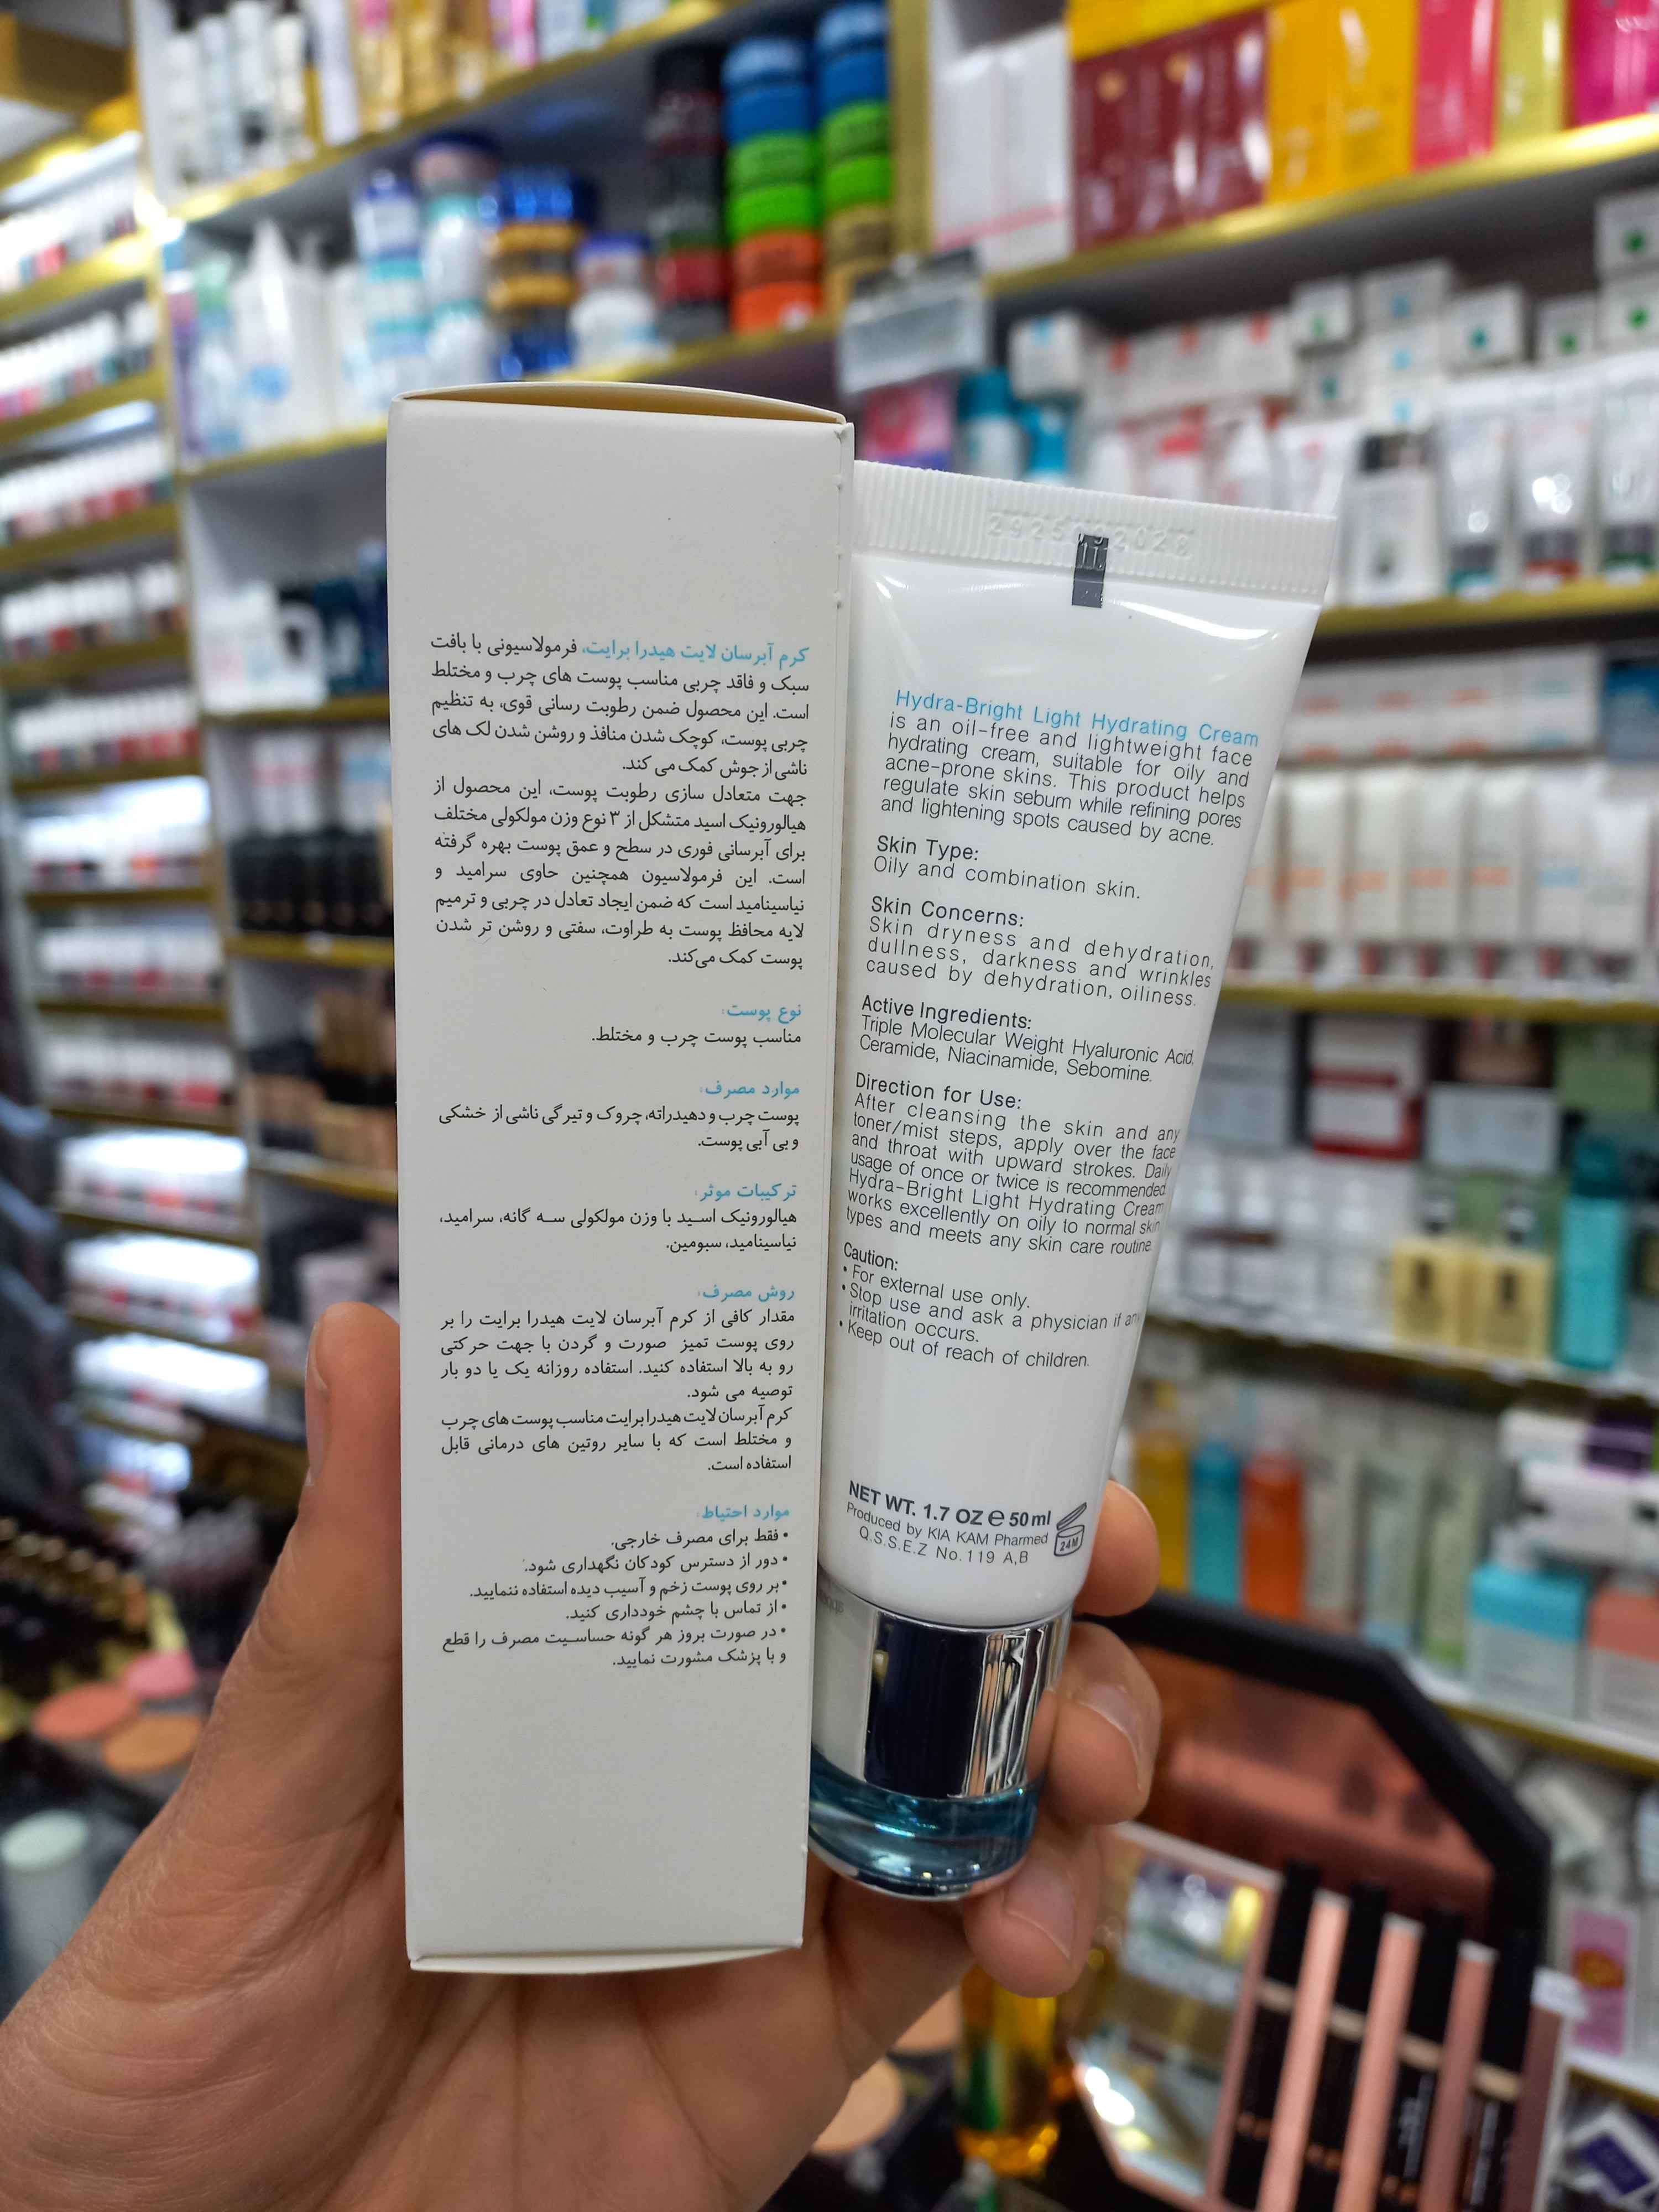 کرم آبرسان لایت هیدرا برایت، فرمولاسیونی با بافت
سبک و فاقد چربی مناسب پوست های چرب و مختلط
است. این محصول ضمن رطوبت رسانی قوی، به تنظیم
چربی پوست، کوچک شدن منافذ و روشن شدن لک های
ناشی از جوش کمک می کند.
جهت متعادل سازی رطوبت پوست، این محصول از
هیالورونیک اسید متشکل از ۳ نوع وزن مولکولی مختلف
برای آبرسانی فوری در سطح و عمق پوست بهره گرفته
است. این فرمولاسیون همچنین حاوی سرامید و
نیاسینامید است که ضمن ایجاد تعادل در چربی و ترمیم
لایه محافظ پوست به طراوت، سفتی و روشن تر شدن
پوست کمک می‌کند.
نوع پوست:
مناسب پوست چرب و مختلط.
موارد مصرف:
پوست چرب و دهیدراته، چروک و تیرگی ناشی از خشکی
و بی آبی پوست.
ترکیبات موثر:
هیالورونیک اسید با وزن مولکولی سه گانه، سرامید،
نیاسینامید، سبومین.
روش مصرف:
مقدار کافی از کرم آبرسان لایت هیدرا برایت را بر
روی پوست تمیز صورت و گردن با جهت حرکتی
رو به بالا استفاده کنید. استفاده روزانه یک یا دو بار
توصیه می شود.
کرم آبرسان لایت هیدرا برایت مناسب پوست های چرب
و مختلط است که با سایر روتین های درمانی قابل
استفاده است.
موارد احتیاط:
• فقط برای مصرف خارجی.
• دور از دسترس کودکان نگهداری شود.
• بر روی پوست زخم و آسیب دیده استفاده ننمایید.
• از تماس با چشم خودداری کنید.
• در صورت بروز هر گونه حساسیت مصرف را قطع
و با پزشک مشورت نمایید.
Hydra-Bright Light Hydrating Cream
is an oil-free and lightweight face
hydrating cream, suitable for oily and
acne-prone skins. This product helps
regulate skin sebum while refining pores
and lightening spots caused by acne.
Skin Type:
Oily and combination skin.
Skin Concerns:
Skin dryness and dehydration,
dullness, darkness and wrinkles
caused by dehydration, oiliness.
Active Ingredients:
Triple Molecular Weight Hyaluronic Acid,
Ceramide, Niacinamide, Sebomine.
Direction for Use:
After cleansing the skin and any
toner/mist steps, apply over the face
and throat with upward strokes. Daily
usage of once or twice is recommended.
Hydra-Bright Light Hydrating Cream
works excellently on oily to normal skin
types and meets any skin care routine.
Caution:
• For external use only.
• Stop use and ask a physician if any
irritation occurs.
• Keep out of reach of children.
NET WT. 1.7 OZ ℮ 50 ml
Produced by KIA KAM Pharmed
Q.S.S.E.Z No.119 A,B
24M